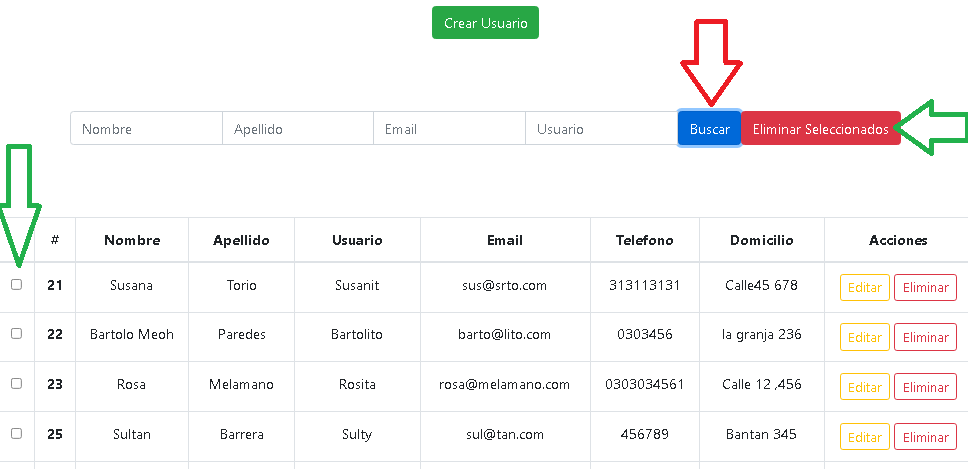 Crear Usuario
Nombre Apellido Email Usuario Buscar Eliminar Seleccionados
# Nombre Apellido Usuario Email Telefono Domicilio Acciones
21 Susana Torio Susanit sus@srto.com 313113131 Calle45 678 Editar Eliminar
22 Bartolo Meoh Paredes Bartolito barto@lito.com 0303456 la granja 236 Editar Eliminar
23 Rosa Melamano Rosita rosa@melamano.com 0303034561 Calle 12 ,456 Editar Eliminar
25 Sultan Barrera Sulty sul@tan.com 456789 Bantan 345 Editar Eliminar